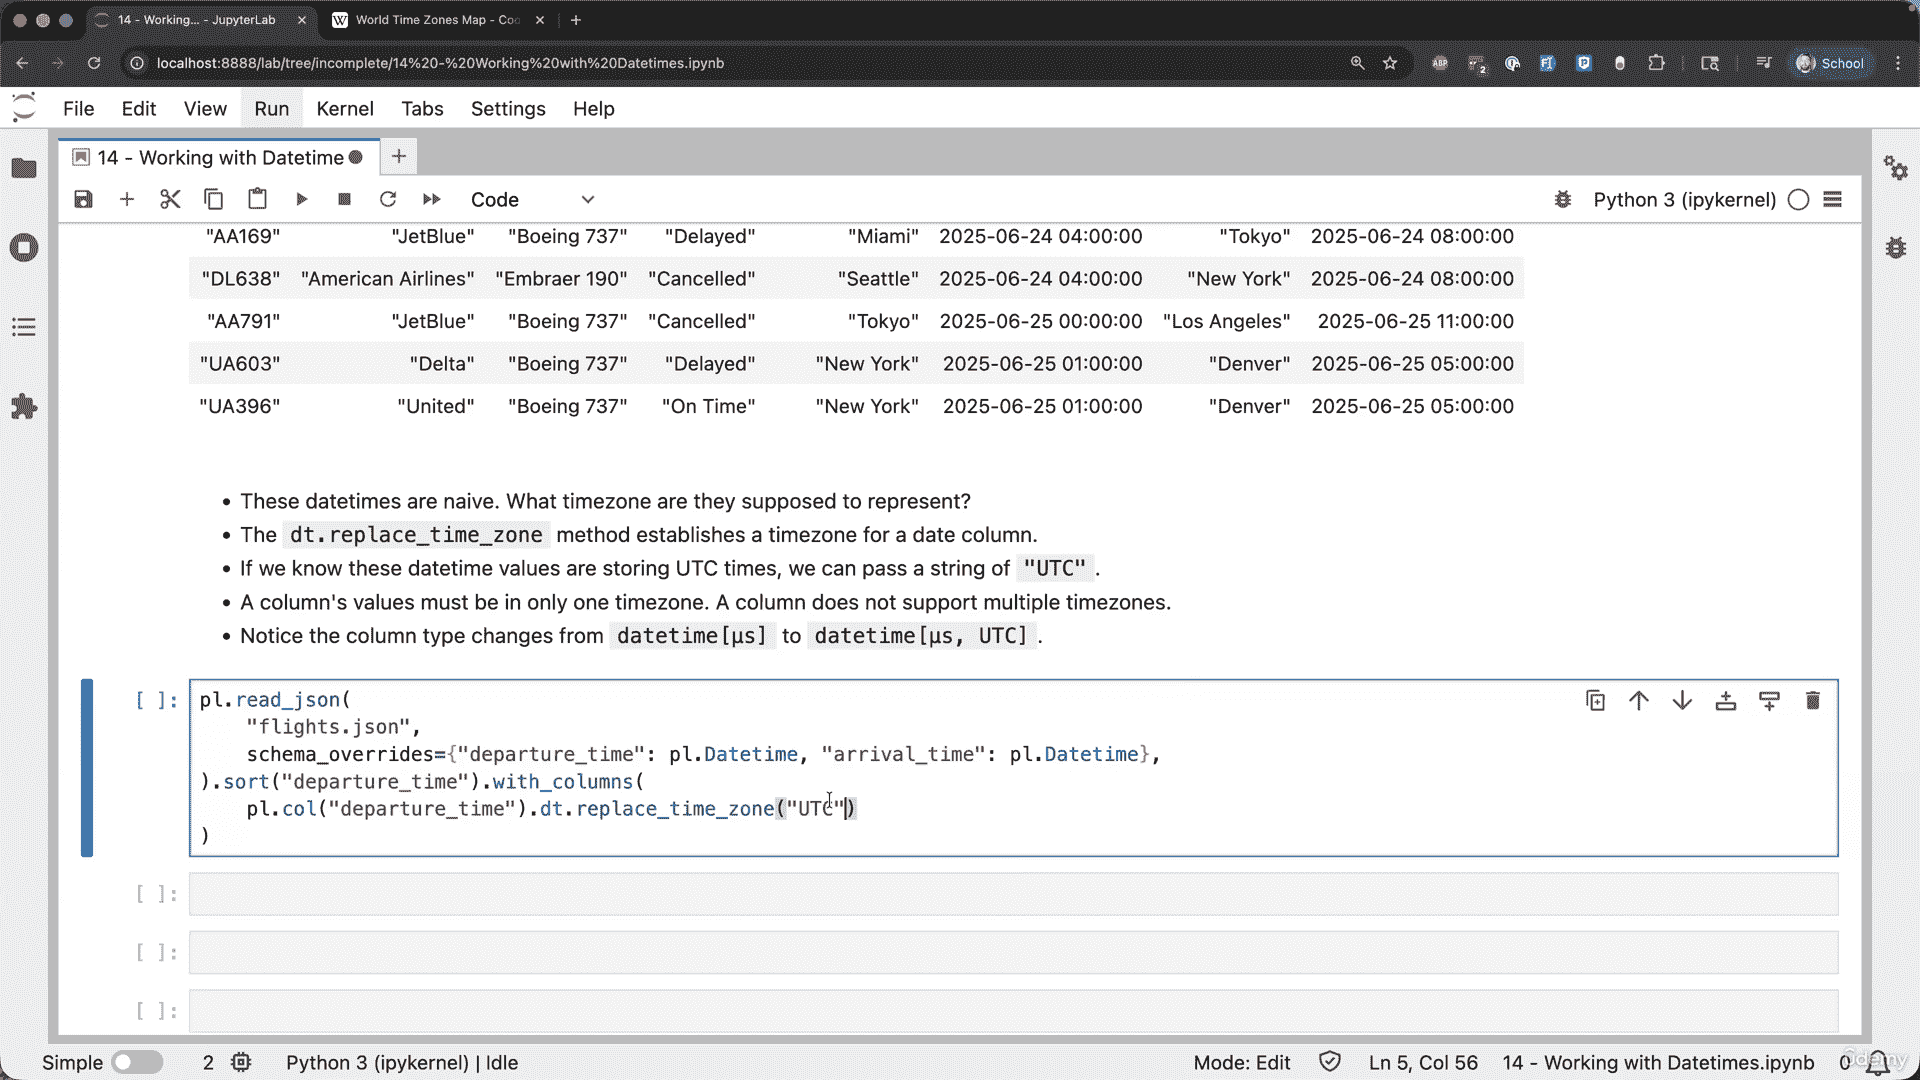 14 - Working... - JupyterLab
World Time Zones Map - Coo
localhost:8888/lab/tree/incomplete/14%20-%20Working%20with%20Datetimes.ipynb
ABP
2
School
File Edit View Run Kernel Tabs Settings Help
14 - Working with Datetime
Code
Python 3 (ipykernel)
"AA169" "JetBlue" "Boeing 737" "Delayed" "Miami" 2025-06-24 04:00:00 "Tokyo" 2025-06-24 08:00:00
"DL638" "American Airlines" "Embraer 190" "Cancelled" "Seattle" 2025-06-24 04:00:00 "New York" 2025-06-24 08:00:00
"AA791" "JetBlue" "Boeing 737" "Cancelled" "Tokyo" 2025-06-25 00:00:00 "Los Angeles" 2025-06-25 11:00:00
"UA603" "Delta" "Boeing 737" "Delayed" "New York" 2025-06-25 01:00:00 "Denver" 2025-06-25 05:00:00
"UA396" "United" "Boeing 737" "On Time" "New York" 2025-06-25 01:00:00 "Denver" 2025-06-25 05:00:00
• These datetimes are naive. What timezone are they supposed to represent?
• The dt.replace_time_zone method establishes a timezone for a date column.
• If we know these datetime values are storing UTC times, we can pass a string of "UTC" .
• A column's values must be in only one timezone. A column does not support multiple timezones.
• Notice the column type changes from datetime[μs] to datetime[μs, UTC] .
[ ]: pl.read_json(
"flights.json",
schema_overrides={"departure_time": pl.Datetime, "arrival_time": pl.Datetime},
).sort("departure_time").with_columns(
pl.col("departure_time").dt.replace_time_zone("UTC")
)
[ ]:
[ ]:
[ ]:
Simple 2 Python 3 (ipykernel) | Idle Mode: Edit Ln 5, Col 56 14 - Working with Datetimes.ipynb 0
Udemy